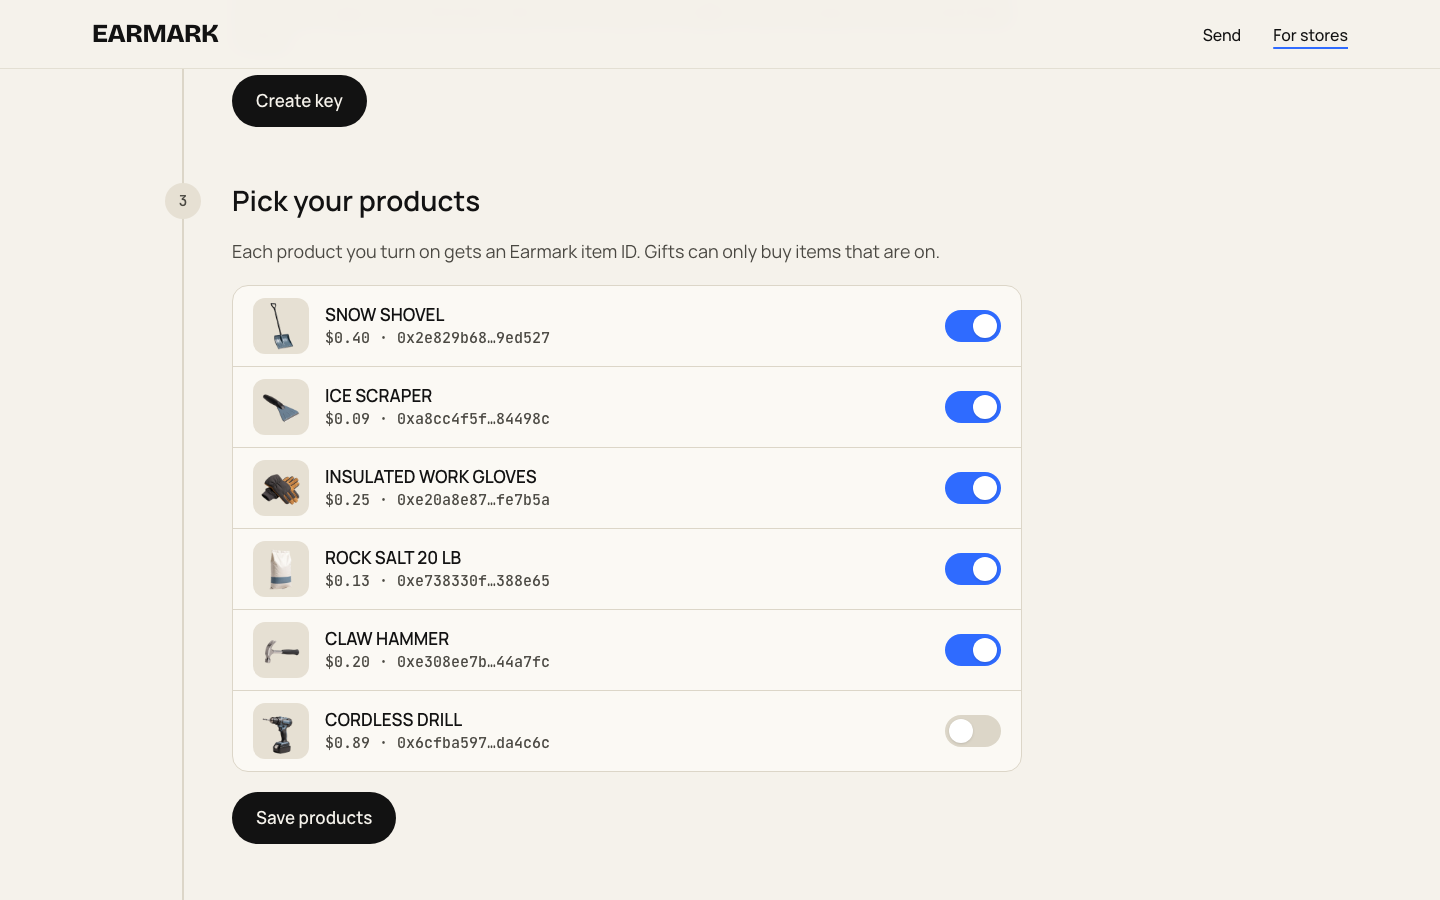 EARMARK
Send
For stores
Create key
3
Pick your products
Each product you turn on gets an Earmark item ID. Gifts can only buy items that are on.
SNOW SHOVEL
$0.40 · 0x2e829b68…9ed527
ICE SCRAPER
$0.09 · 0xa8cc4f5f…84498c
INSULATED WORK GLOVES
$0.25 · 0xe20a8e87…fe7b5a
ROCK SALT 20 LB
$0.13 · 0xe738330f…388e65
CLAW HAMMER
$0.20 · 0xe308ee7b…44a7fc
CORDLESS DRILL
$0.89 · 0x6cfba597…da4c6c
Save products